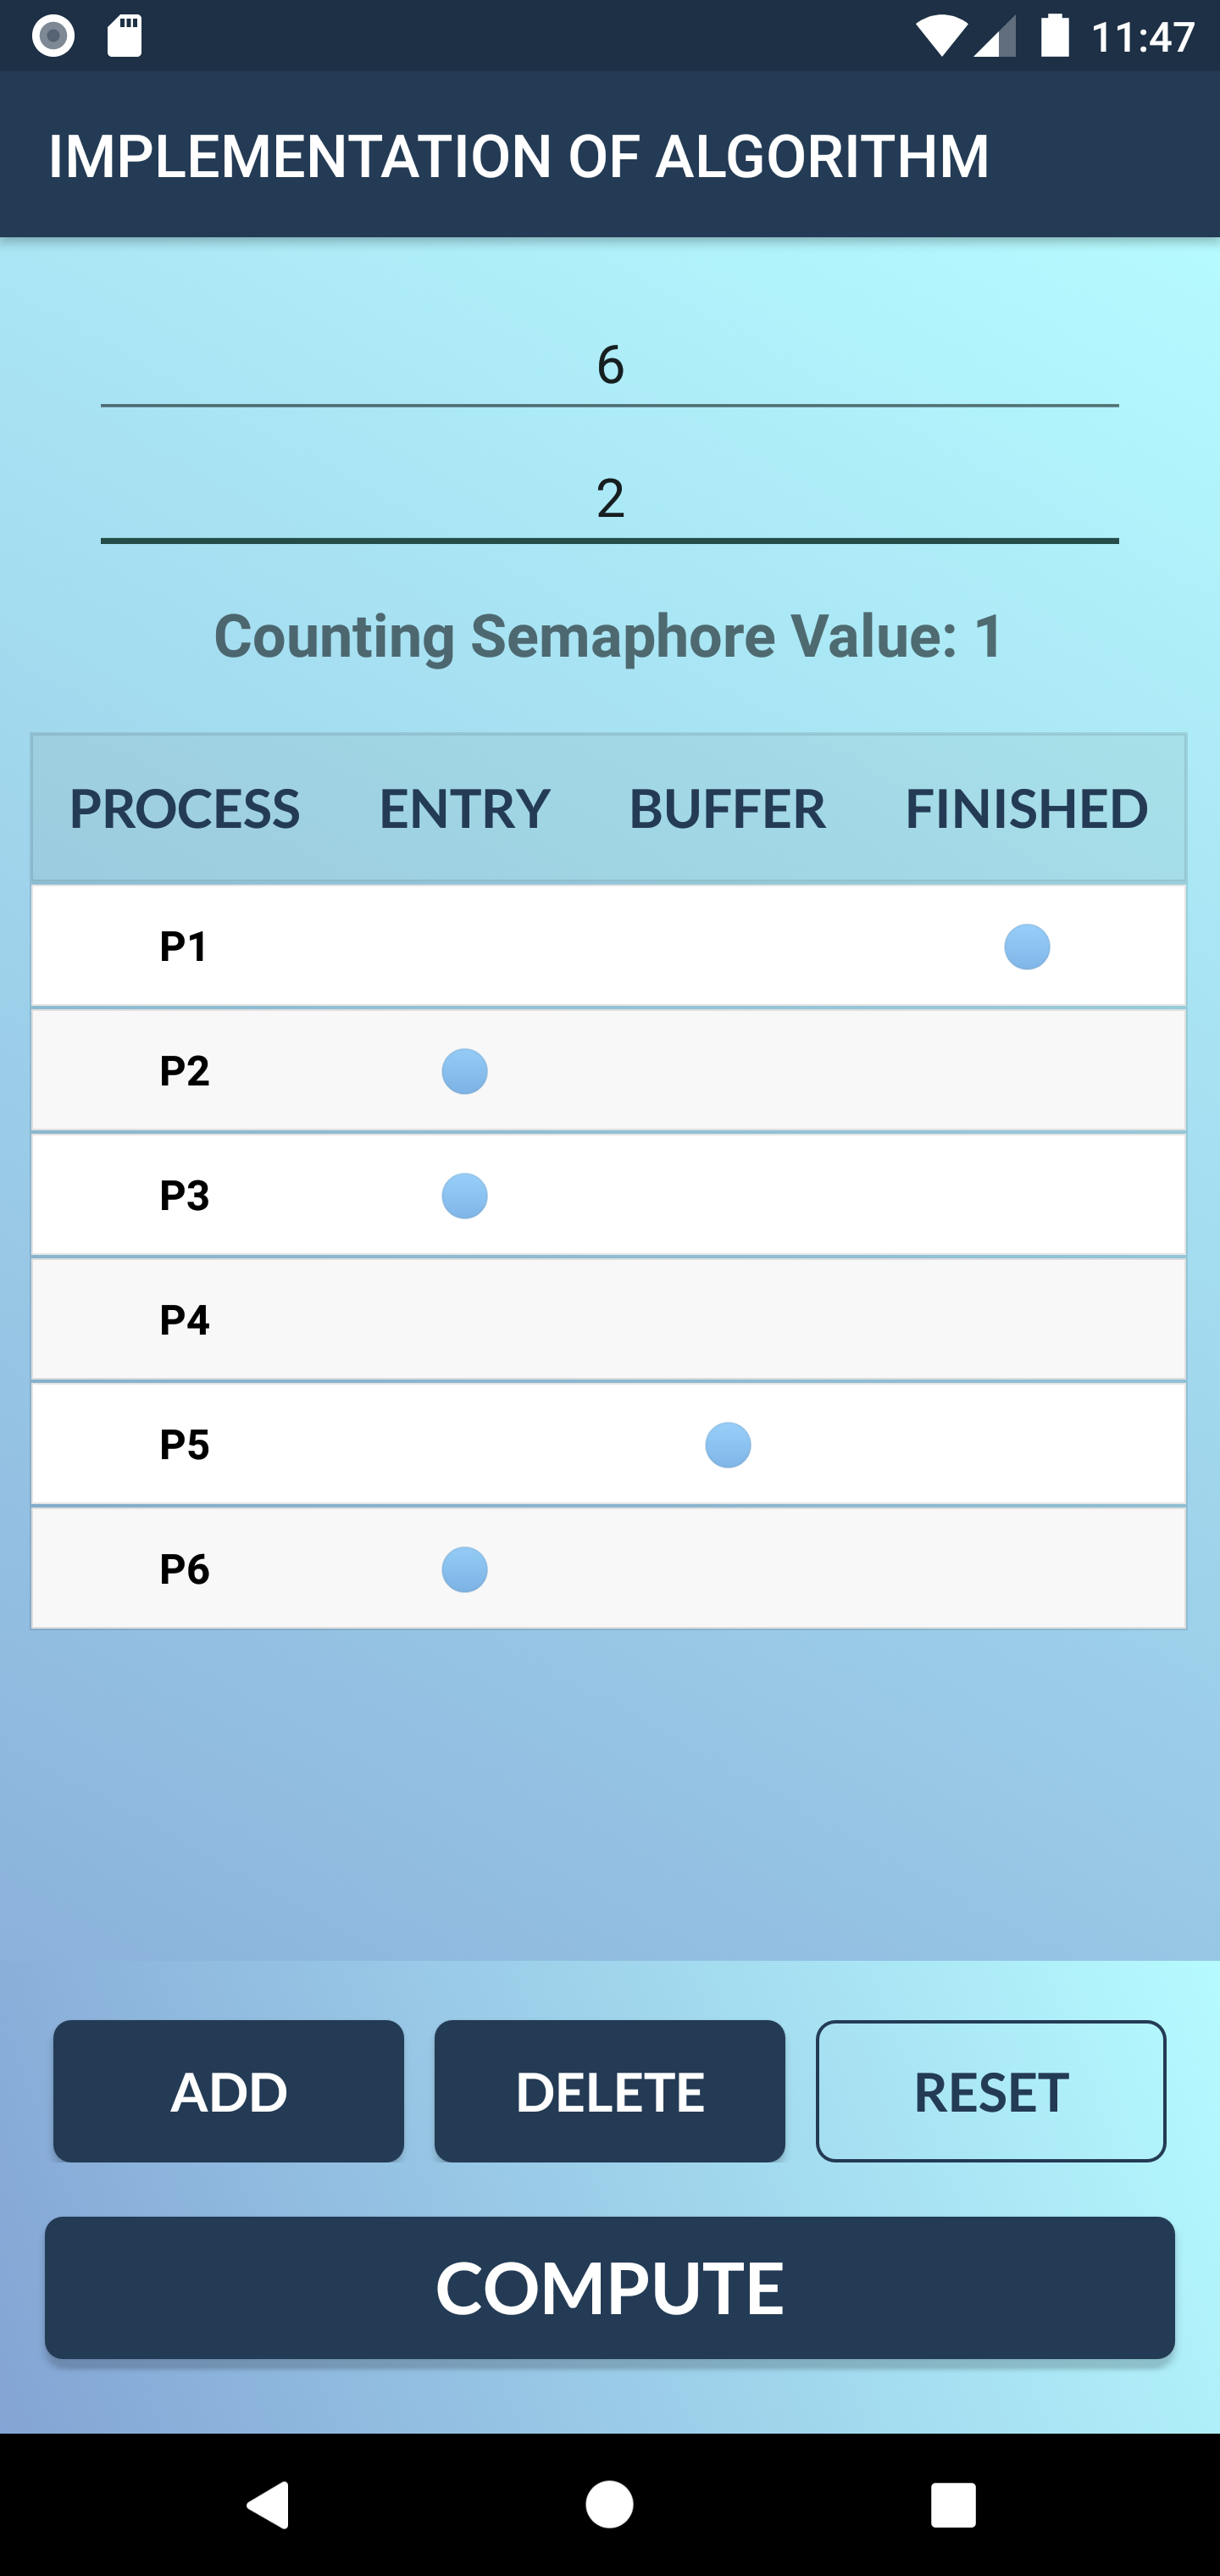 11:47
IMPLEMENTATION OF ALGORITHM
6
2
Counting Semaphore Value: 1
PROCESS ENTRY BUFFER FINISHED
P1
P2
P3
P4
P5
P6
ADD DELETE RESET
COMPUTE